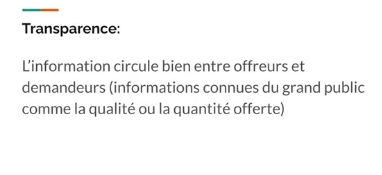 Transparence:
L'information circule bien entre offreurs et
demandeurs (informations connues du grand public
comme la qualité ou la quantité offerte)